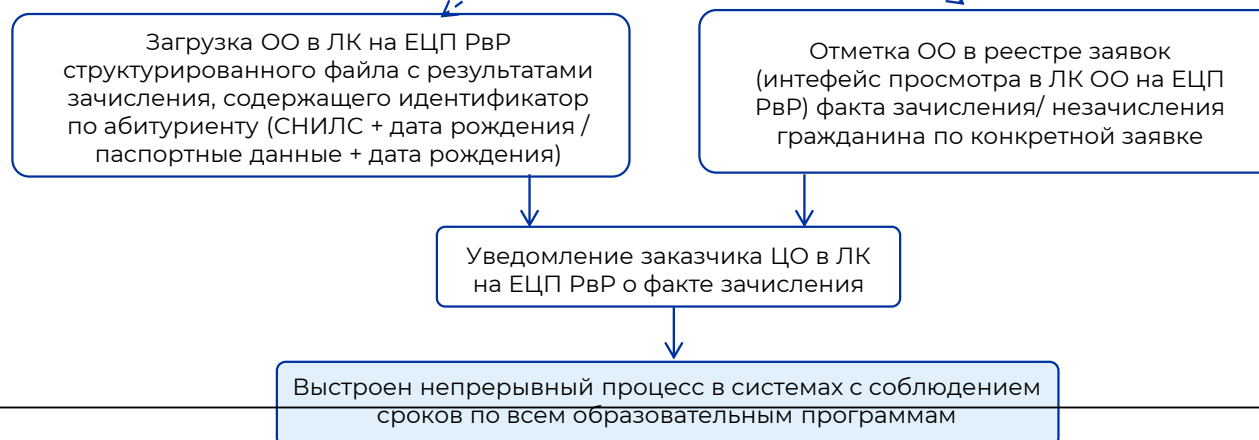 Загрузка ОО в ЛК на ЕЦП РвР
структурированного файла с результатами
зачисления, содержащего идентификатор
по абитуриенту (СНИЛС + дата рождения /
паспортные данные + дата рождения)
Отметка ОО в реестре заявок
(интефейс просмотра в ЛК ОО на ЕЦП
РвР) факта зачисления/ незачисления
гражданина по конкретной заявке
Уведомление заказчика ЦО в ЛК
на ЕЦП РвР о факте зачисления
Выстроен непрерывный процесс в системах с соблюдением
сроков по всем образовательным программам